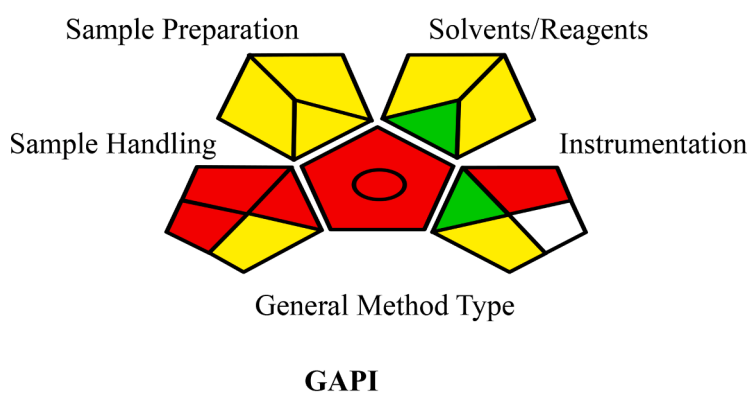 Sample Preparation
Solvents/Reagents
Sample Handling
Instrumentation
General Method Type
GAPI